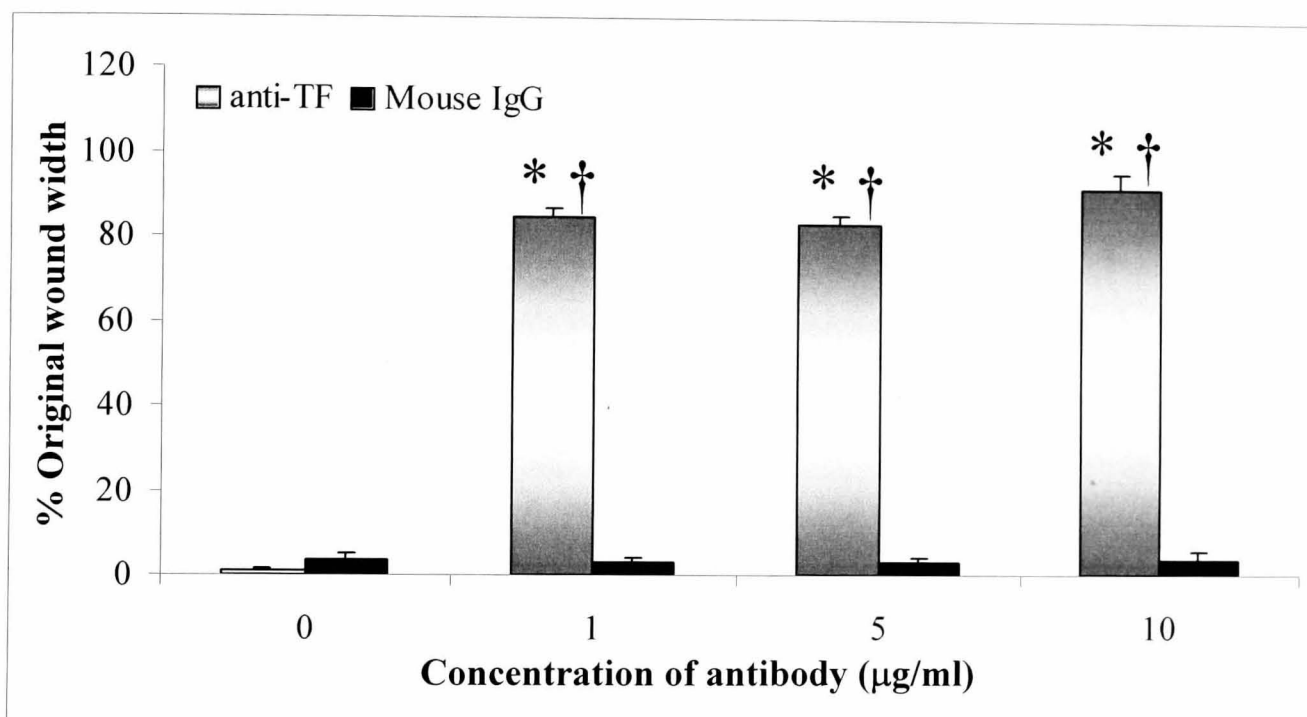 120
anti-TF Mouse IgG
100
80
60
40
20
0
% Original wound width
* †
* †
* †
0 1 5 10
Concentration of antibody (μg/ml)